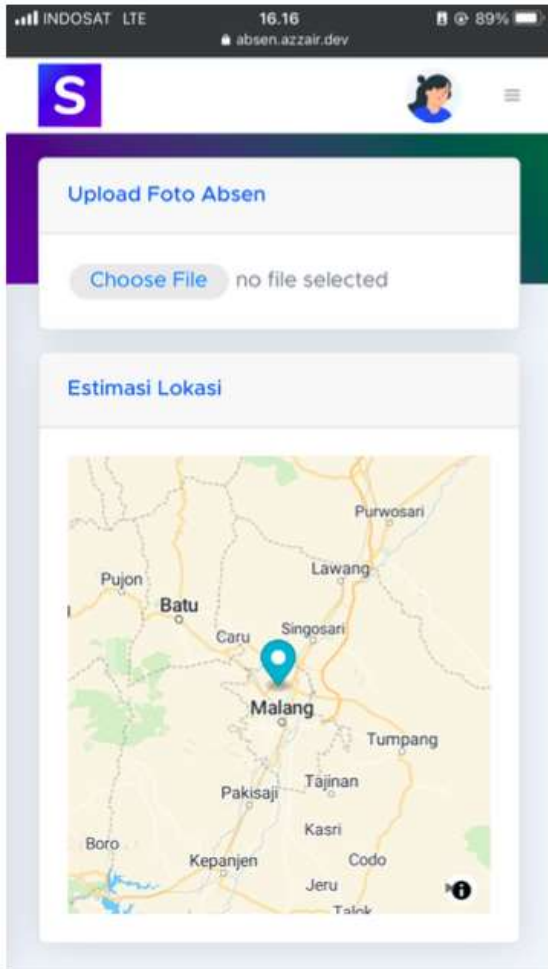 INDOSAT LTE 16.16 89%
absen.azzair.dev
S
Upload Foto Absen
Choose File no file selected
Estimasi Lokasi
Purwosari
Lawang
Pujon
Batu
Singosari
Caru
Malang
Tumpang
Tajinan
Pakisaji
Kasri
Boro
Kepanjen
Codo
Jeru
Talok